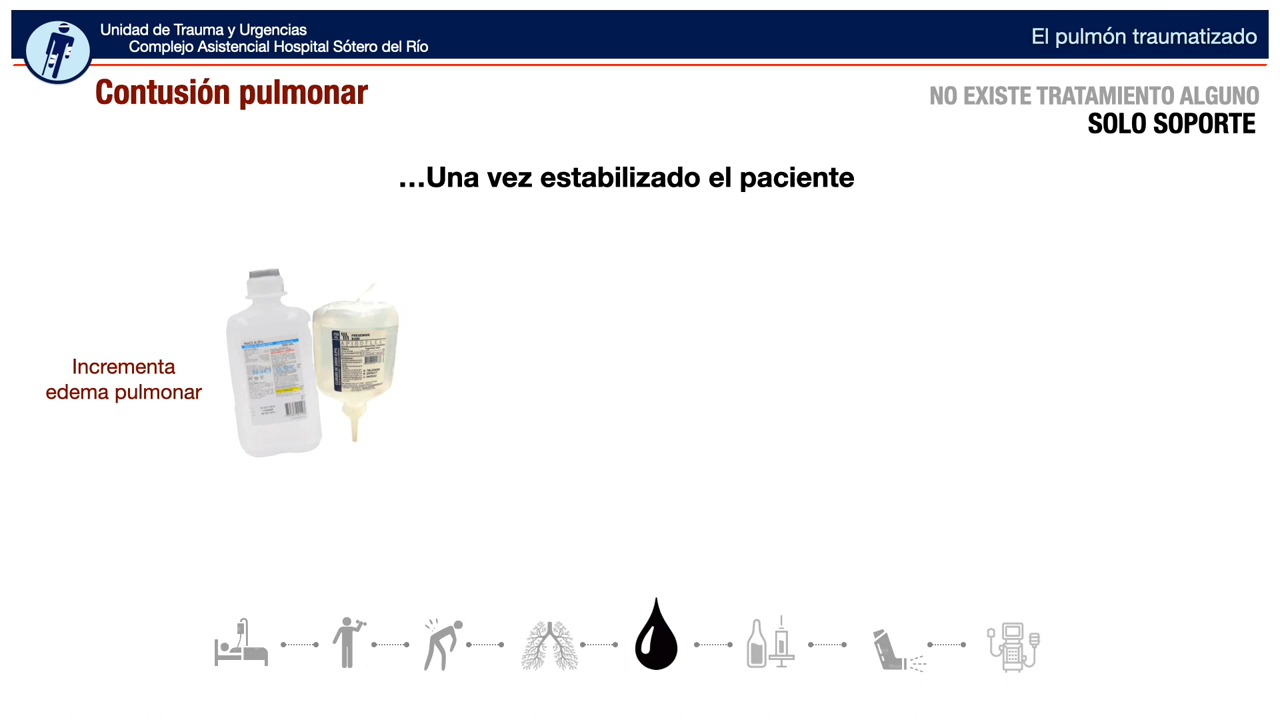 Unidad de Trauma y Urgencias
Complejo Asistencial Hospital Sótero del Río
El pulmón traumatizado
Contusión pulmonar
NO EXISTE TRATAMIENTO ALGUNO
SOLO SOPORTE
...Una vez estabilizado el paciente
Incrementa
edema pulmonar